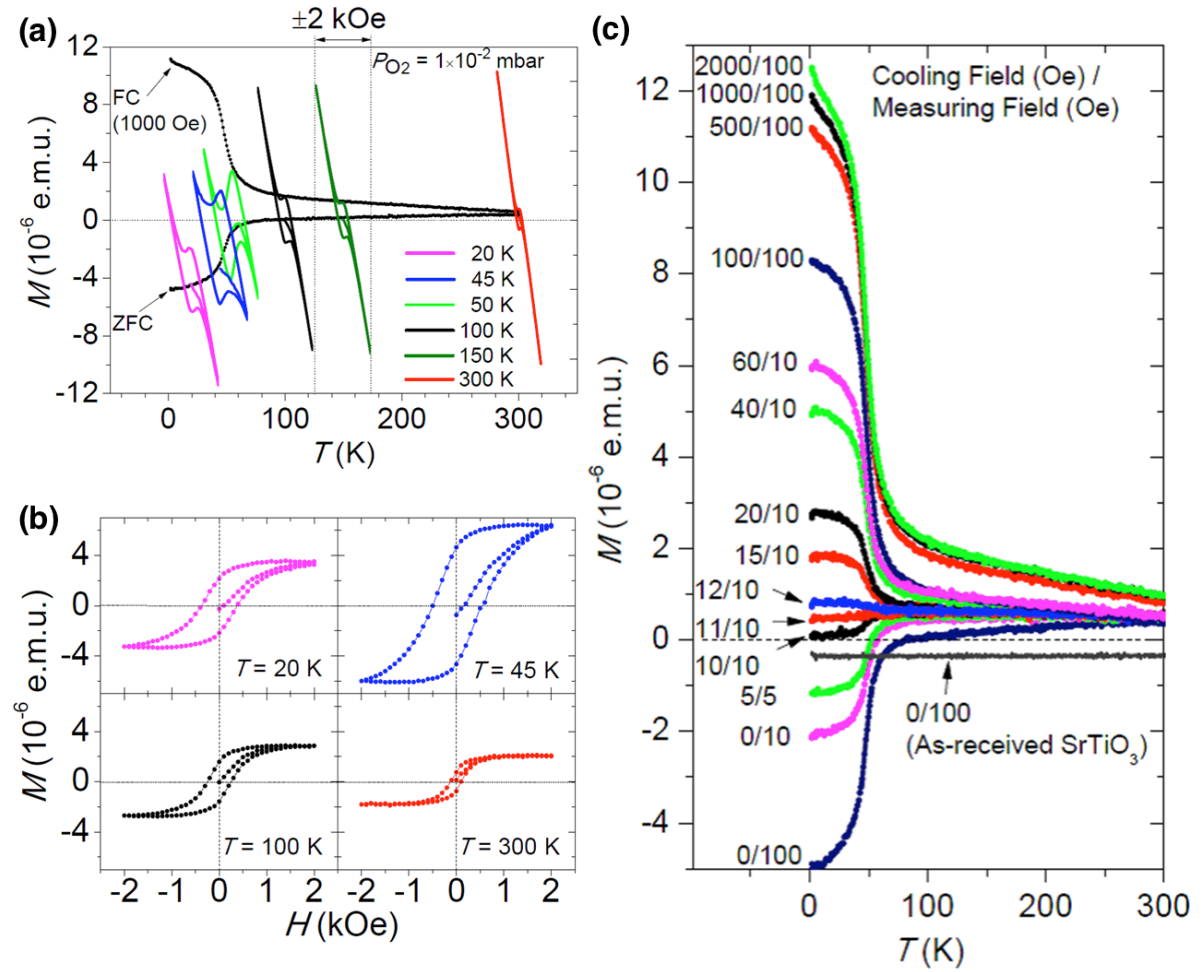 (a)
±2 kOe
P_O2 = 1×10⁻² mbar
FC
(1000 Oe)
ZFC
20 K
45 K
50 K
100 K
150 K
300 K
12
8
4
0
-4
-8
-12
M (10⁻⁶ e.m.u.)
0
100
200
300
T (K)
(b)
4
0
-4
4
0
-4
M (10⁻⁶ e.m.u.)
T = 20 K
T = 45 K
T = 100 K
T = 300 K
-2
-1
0
1
2
-2
-1
0
1
2
H (kOe)
(c)
Cooling Field (Oe) /
Measuring Field (Oe)
2000/100
1000/100
500/100
100/100
60/10
40/10
20/10
15/10
12/10
11/10
10/10
5/5
0/10
0/100
0/100
(As-received SrTiO₃)
12
10
8
6
4
2
0
-2
-4
M (10⁻⁶ e.m.u.)
0
100
200
300
T (K)